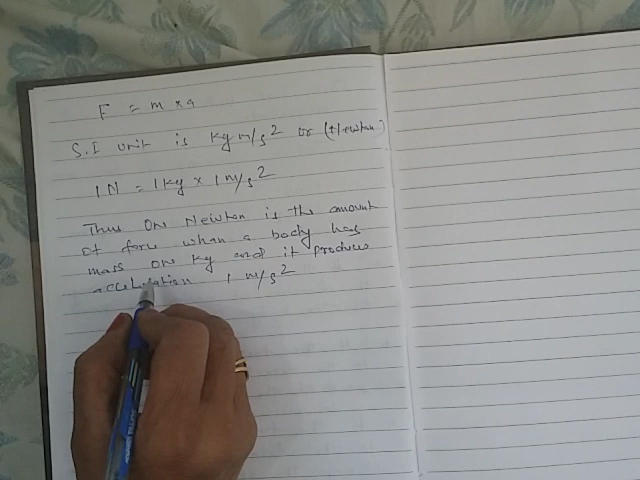 F = m × a
S.I unit is kg m/s² or (Newton)
1N = 1kg × 1 m/s²
Thus One Newton is the amount
of force when a body has
mass one kg and it produce
acceleration 1 m/s²